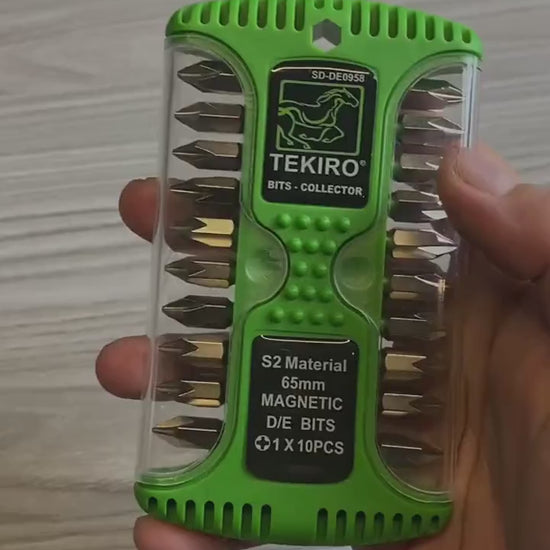 SD-DE0958
TEKIRO®
BITS - COLLECTOR
S2 Material
65mm
MAGNETIC
D/E BITS
1 X 10PCS